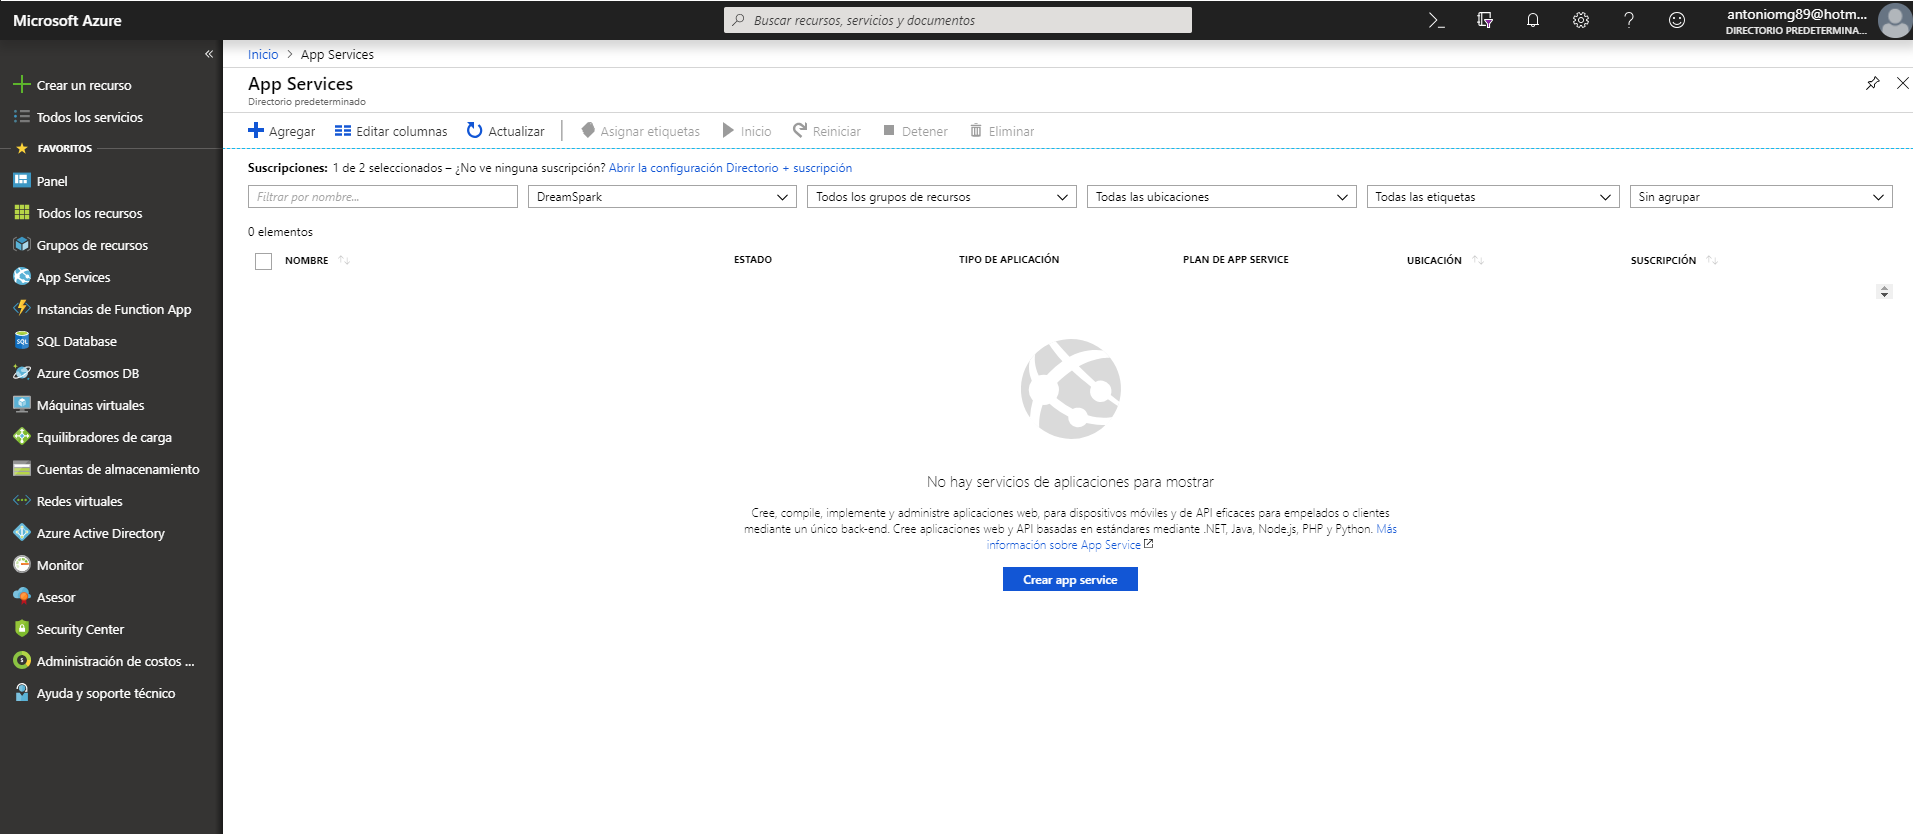 Microsoft Azure
Buscar recursos, servicios y documentos
antoniomg89@hotm...
DIRECTORIO PREDETERMINA...
«
Crear un recurso
Todos los servicios
FAVORITOS
Panel
Todos los recursos
Grupos de recursos
App Services
Instancias de Function App
SQL Database
Azure Cosmos DB
Máquinas virtuales
Equilibradores de carga
Cuentas de almacenamiento
Redes virtuales
Azure Active Directory
Monitor
Asesor
Security Center
Administración de costos ...
Ayuda y soporte técnico
Inicio > App Services
App Services
Directorio predeterminado
Agregar Editar columnas Actualizar Asignar etiquetas Inicio Reiniciar Detener Eliminar
Suscripciones: 1 de 2 seleccionados – ¿No ve ninguna suscripción? Abrir la configuración Directorio + suscripción
Filtrar por nombre... DreamSpark Todos los grupos de recursos Todas las ubicaciones Todas las etiquetas Sin agrupar
0 elementos
NOMBRE ESTADO TIPO DE APLICACIÓN PLAN DE APP SERVICE UBICACIÓN SUSCRIPCIÓN
No hay servicios de aplicaciones para mostrar
Cree, compile, implemente y administre aplicaciones web, para dispositivos móviles y de API eficaces para empelados o clientes
mediante un único back-end. Cree aplicaciones web y API basadas en estándares mediante .NET, Java, Node.js, PHP y Python. Más
información sobre App Service
Crear app service